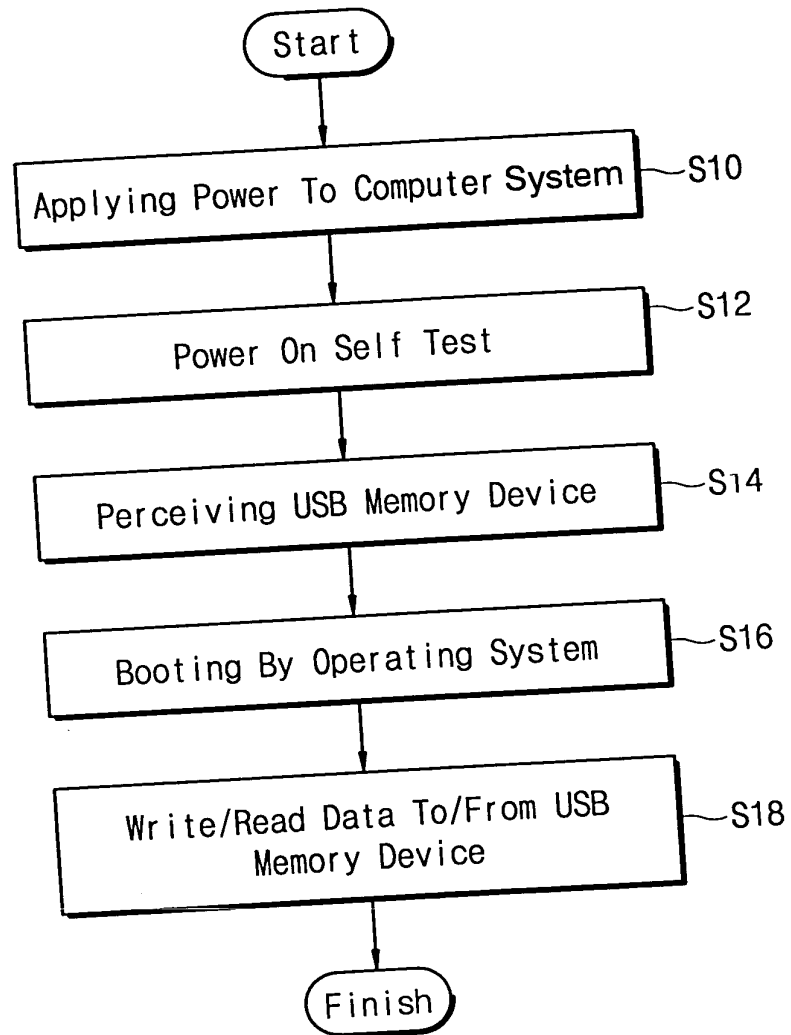 Start
Applying Power To Computer System
S10
Power On Self Test
S12
Perceiving USB Memory Device
S14
Booting By Operating System
S16
Write/Read Data To/From USB
Memory Device
S18
Finish